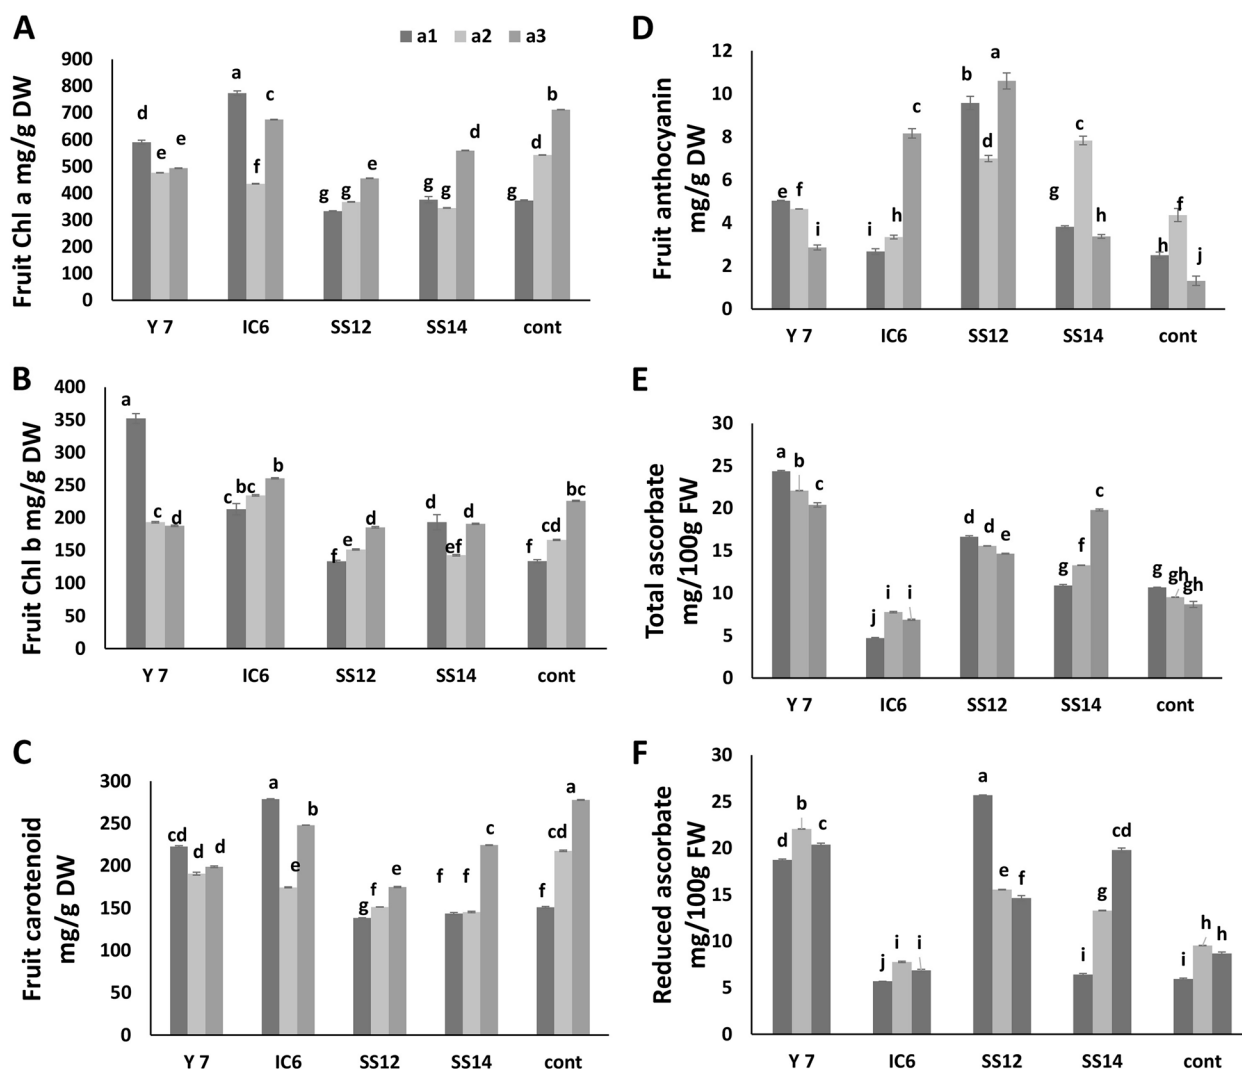 A
a1 a2 a3
Fruit Chl a mg/g DW
900
800
700
600
500
400
300
200
100
0
d e e
a f c
g g e
g g d
g d b
Y 7 IC6 SS12 SS14 cont
B
Fruit Chl b mg/g DW
400
350
300
250
200
150
100
50
0
a c d
c bc b
f e d
d ef d
f cd bc
Y 7 IC6 SS12 SS14 cont
C
Fruit carotenoid
mg/g DW
300
250
200
150
100
50
0
cd d d
a e b
g f e
f f c
f cd a
Y 7 IC6 SS12 SS14 cont
D
Fruit anthocyanin
mg/g DW
12
10
8
6
4
2
0
e f i
i h c
b d a
g c h
h f j
Y 7 IC6 SS12 SS14 cont
E
Total ascorbate
mg/100g FW
30
25
20
15
10
5
0
a b c
j i i
d d e
g f c
g gh gh
Y 7 IC6 SS12 SS14 cont
F
Reduced ascorbate
mg/100g FW
30
25
20
15
10
5
0
d b c
j i i
a e f
i g cd
i h h
Y 7 IC6 SS12 SS14 cont